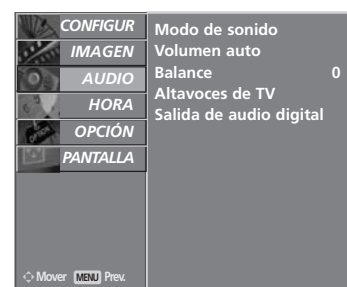 CONFIGUR
IMAGEN
AUDIO
HORA
OPCIÓN
PANTALLA
Modo de sonido
Volumen auto
Balance 0
Altavoces de TV
Salida de audio digital
Mover MENU Prev.